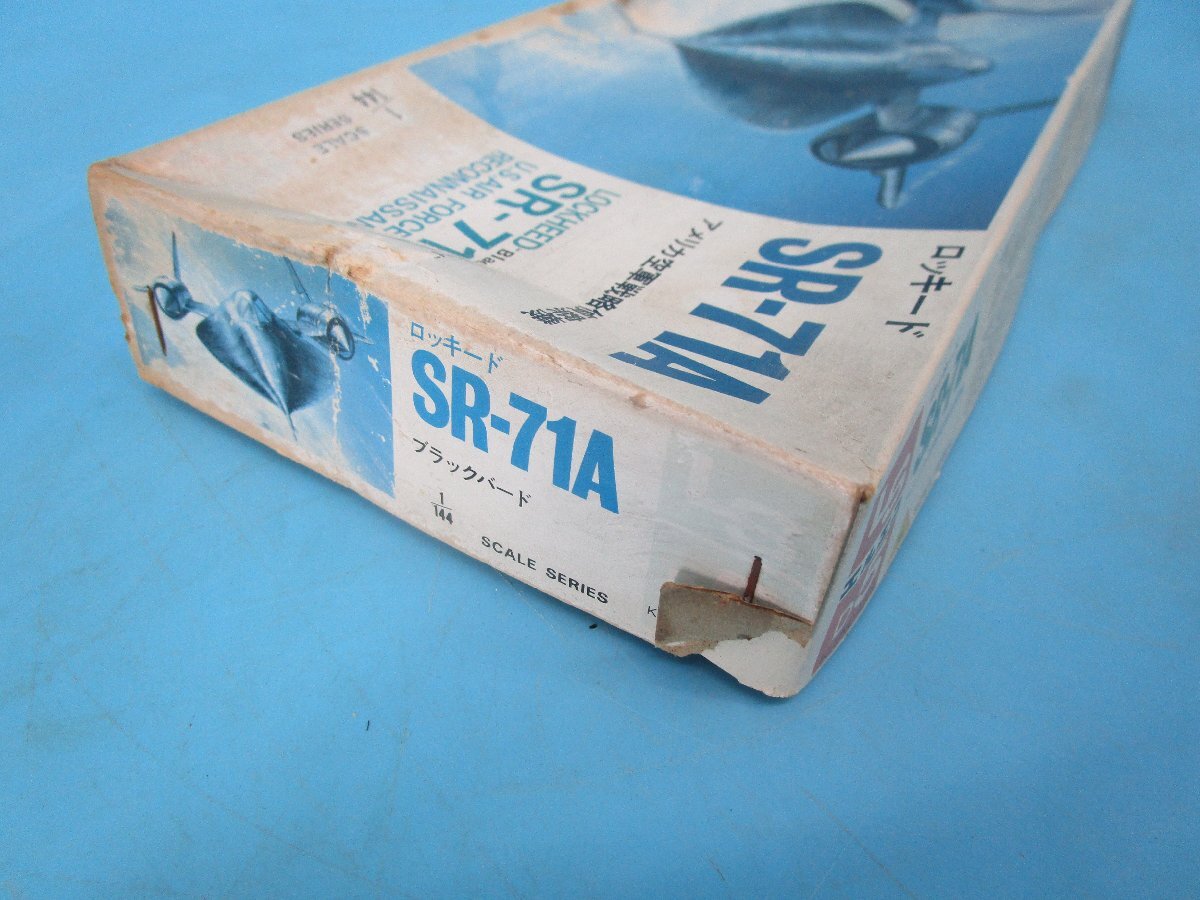 1/144
SCALE
SERIES
LOCKHEED
SR-71
U.S. AIR FORCE
ロッキード
SR-71A
アメリカ空軍戦略偵察機
ロッキード
SR-71A
ブラックバード
1/144
SCALE SERIES
K